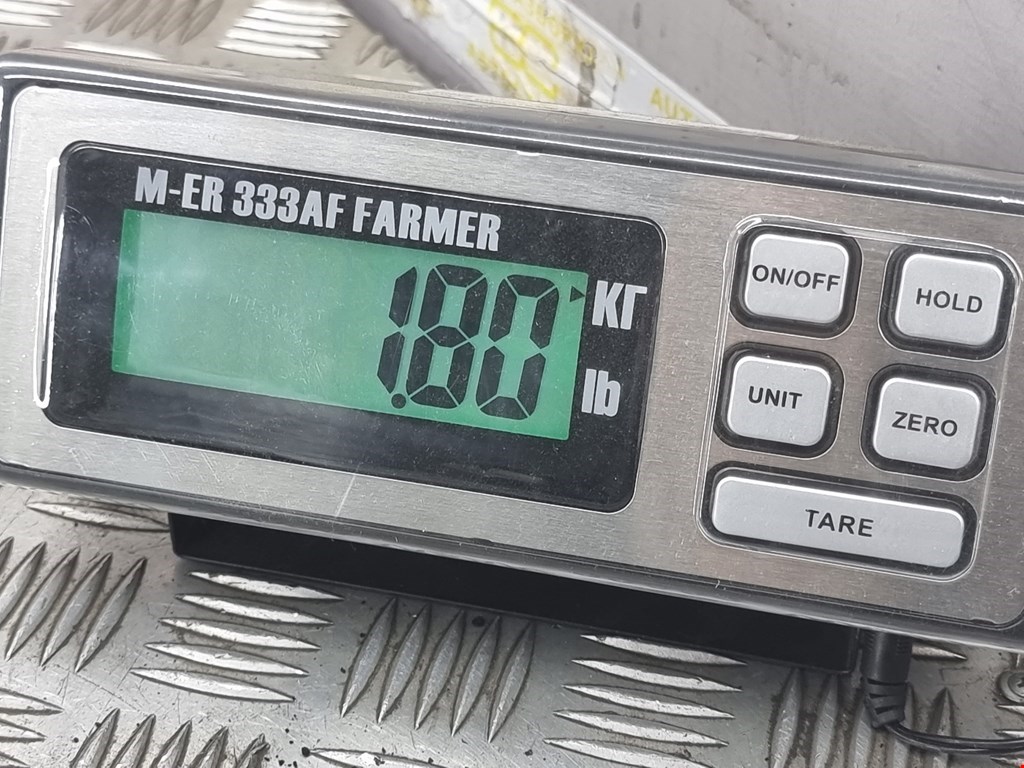 M-ER 333AF FARMER
1.80
КГ
lb
ON/OFF
HOLD
UNIT
ZERO
TARE